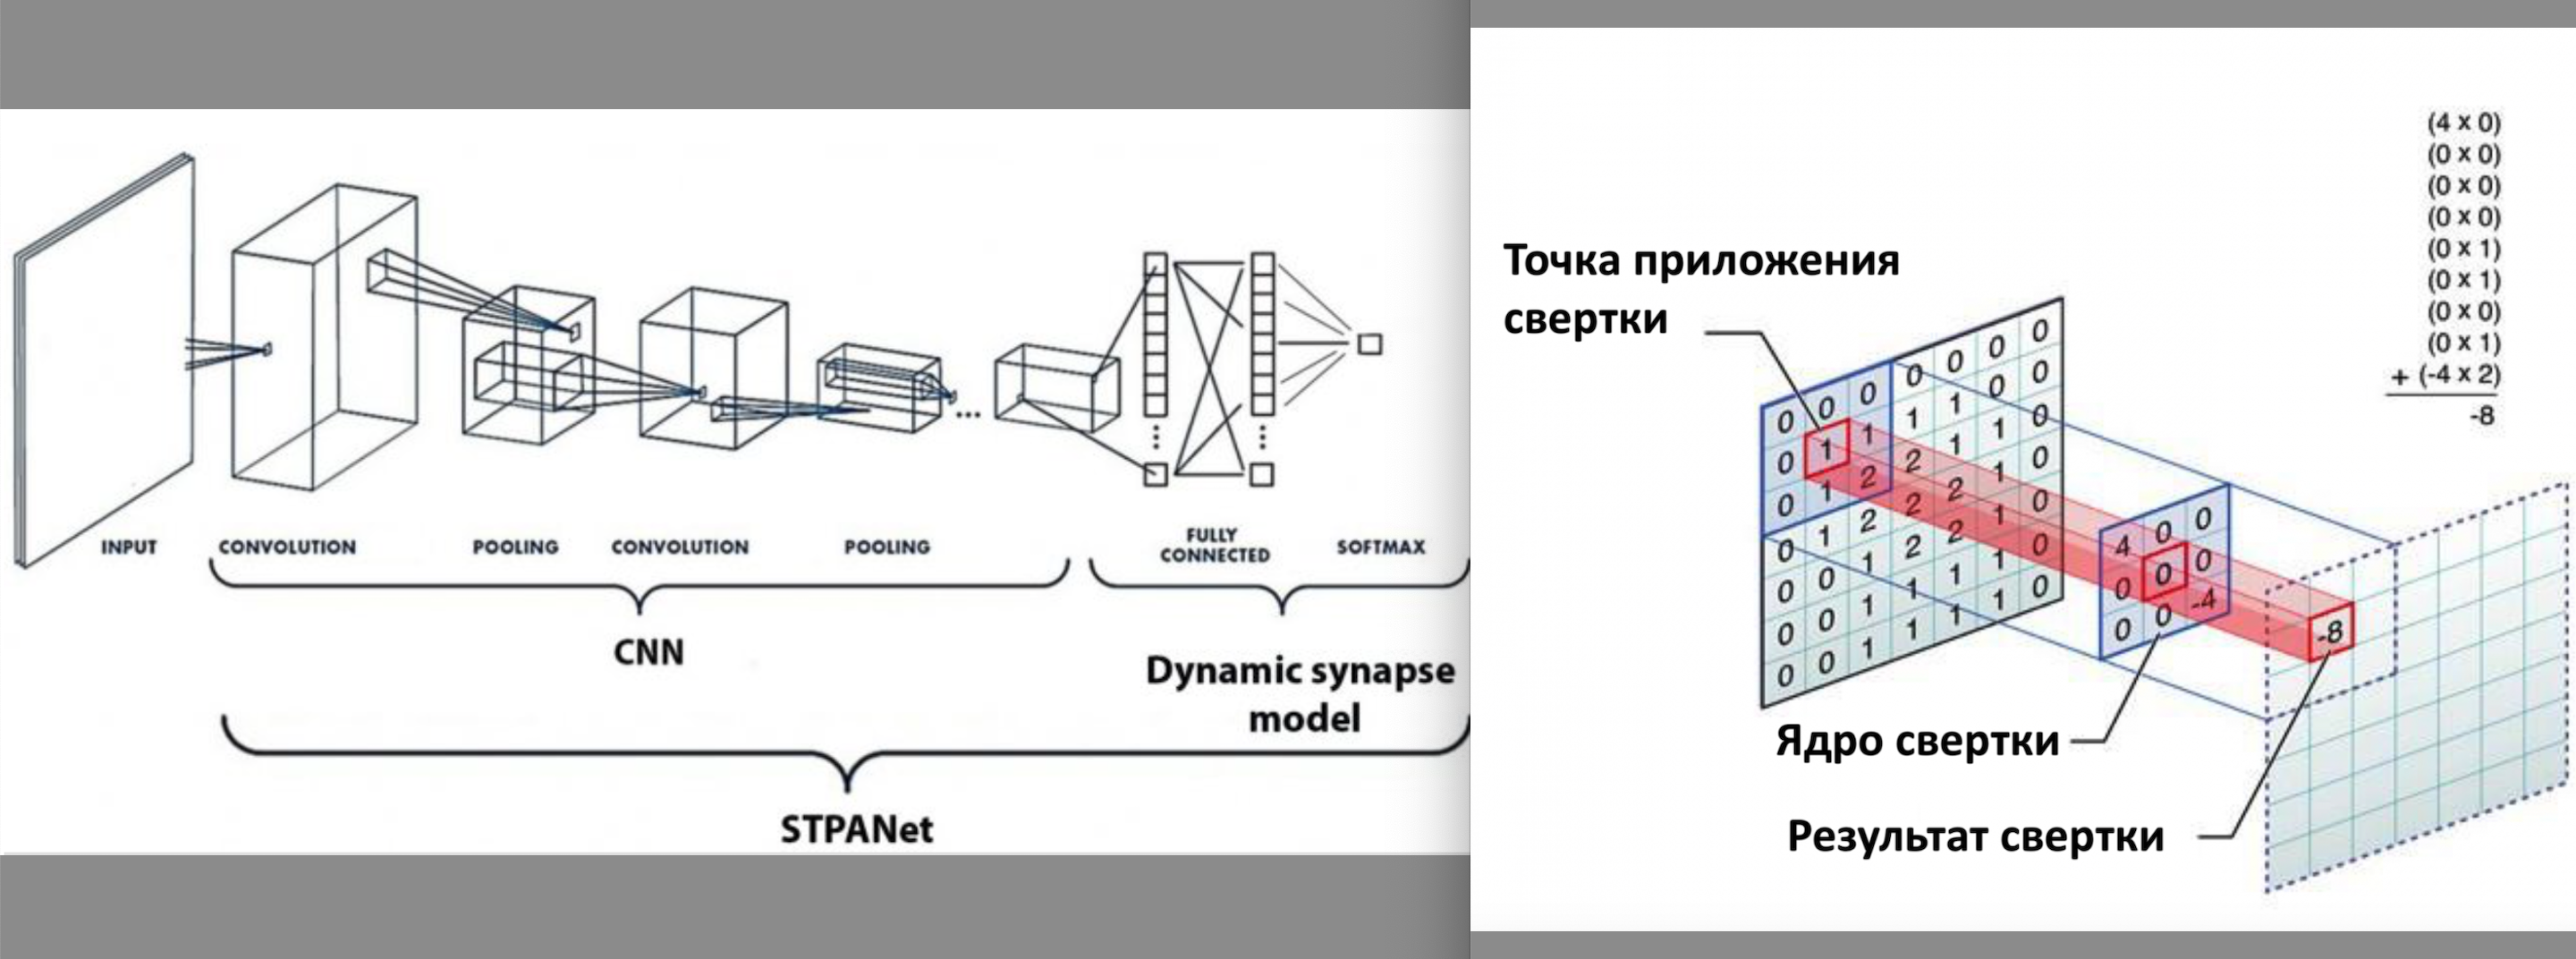 INPUT
CONVOLUTION
POOLING
CONVOLUTION
POOLING
FULLY
CONNECTED
SOFTMAX
...
CNN
Dynamic synapse
model
STPANet
(4 x 0)
(0 x 0)
(0 x 0)
(0 x 0)
(0 x 1)
(0 x 1)
(0 x 0)
(0 x 1)
+ (-4 x 2)
-8
Точка приложения
свертки
0 0 0 0 0 0 0
0 1 1 1 1 0 0
0 1 2 2 1 1 0
0 1 2 2 2 1 0
0 0 1 2 2 1 0
0 0 1 1 1 1 0
0 0 1 1 1 1 0
4 0 0
0 0 0
0 0 -4
-8
Ядро свертки
Результат свертки